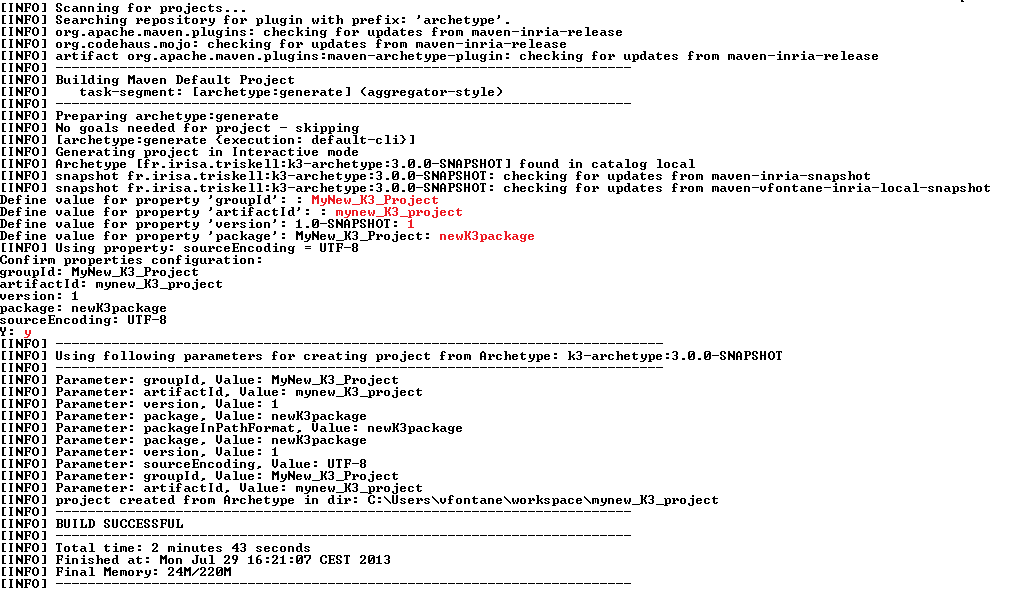 [INFO] Scanning for projects...
[INFO] Searching repository for plugin with prefix: 'archetype'.
[INFO] org.apache.maven.plugins: checking for updates from maven-inria-release
[INFO] org.codehaus.mojo: checking for updates from maven-inria-release
[INFO] artifact org.apache.maven.plugins:maven-archetype-plugin: checking for updates from maven-inria-release
[INFO] ------------------------------------------------------------------------
[INFO] Building Maven Default Project
[INFO]    task-segment: [archetype:generate] (aggregator-style)
[INFO] ------------------------------------------------------------------------
[INFO] Preparing archetype:generate
[INFO] No goals needed for project - skipping
[INFO] [archetype:generate {execution: default-cli}]
[INFO] Generating project in Interactive mode
[INFO] Archetype [fr.irisa.triskell:k3-archetype:3.0.0-SNAPSHOT] found in catalog local
[INFO] snapshot fr.irisa.triskell:k3-archetype:3.0.0-SNAPSHOT: checking for updates from maven-inria-snapshot
[INFO] snapshot fr.irisa.triskell:k3-archetype:3.0.0-SNAPSHOT: checking for updates from maven-vfontane-inria-local-snapshot
Define value for property 'groupId': : MyNew_K3_Project
Define value for property 'artifactId': : mynew_K3_project
Define value for property 'version': 1.0-SNAPSHOT: 1
Define value for property 'package': MyNew_K3_Project: newK3package
[INFO] Using property: sourceEncoding = UTF-8
Confirm properties configuration:
groupId: MyNew_K3_Project
artifactId: mynew_K3_project
version: 1
package: newK3package
sourceEncoding: UTF-8
Y: y
[INFO] ----------------------------------------------------------------------------
[INFO] Using following parameters for creating project from Archetype: k3-archetype:3.0.0-SNAPSHOT
[INFO] ----------------------------------------------------------------------------
[INFO] Parameter: groupId, Value: MyNew_K3_Project
[INFO] Parameter: artifactId, Value: mynew_K3_project
[INFO] Parameter: version, Value: 1
[INFO] Parameter: package, Value: newK3package
[INFO] Parameter: packageInPathFormat, Value: newK3package
[INFO] Parameter: package, Value: newK3package
[INFO] Parameter: version, Value: 1
[INFO] Parameter: sourceEncoding, Value: UTF-8
[INFO] Parameter: groupId, Value: MyNew_K3_Project
[INFO] Parameter: artifactId, Value: mynew_K3_project
[INFO] project created from Archetype in dir: C:\Users\vfontane\workspace\mynew_K3_project
[INFO] ------------------------------------------------------------------------
[INFO] BUILD SUCCESSFUL
[INFO] ------------------------------------------------------------------------
[INFO] Total time: 2 minutes 43 seconds
[INFO] Finished at: Mon Jul 29 16:21:07 CEST 2013
[INFO] Final Memory: 24M/220M
[INFO] ------------------------------------------------------------------------